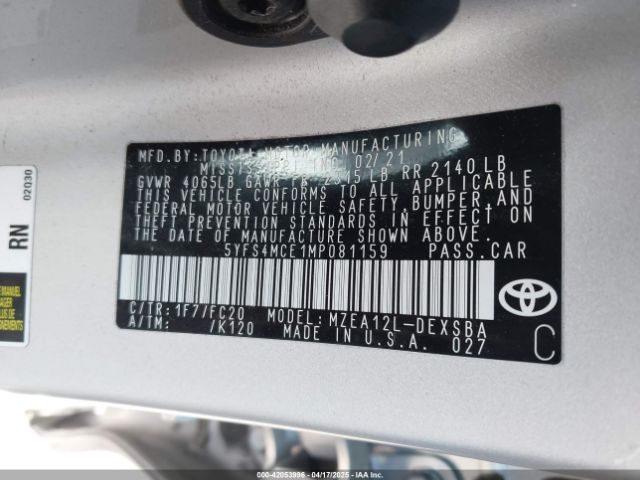 MFD. BY: TOYOTA MOTOR MANUFACTURING
INC. 02/21
GVWR 4065LB GAWR FR 2315LB RR 2140LB
THIS VEHICLE CONFORMS TO ALL APPLICABLE
FEDERAL MOTOR VEHICLE SAFETY, BUMPER, AND
THEFT PREVENTION STANDARDS IN EFFECT ON
THE DATE OF MANUFACTURE SHOWN ABOVE.
5YFS4MCE1MP081159 PASS.CAR
C/TR: 1F7/FC20 MODEL: MZEA12L-DEXSBA
A/TM: /K120 MADE IN U.S.A. 027
C
02030
RN
MANUEL
000-42053996 - 04/17/2025 - IAAI.COM